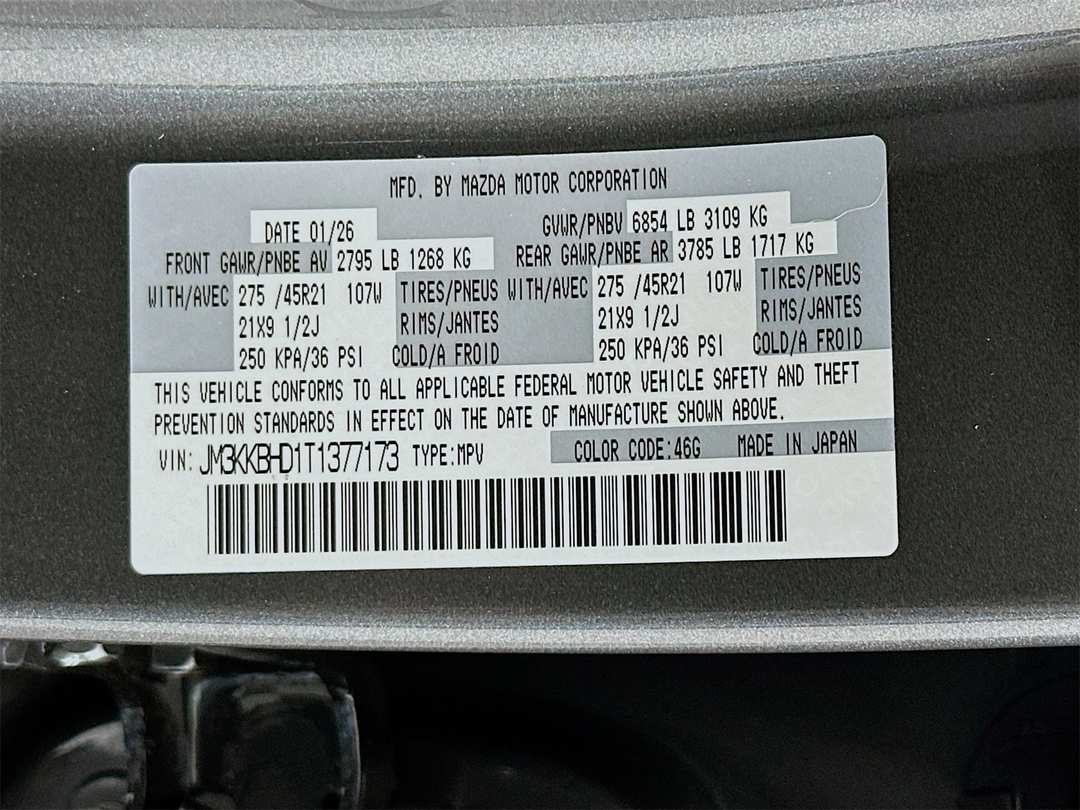 MFD. BY MAZDA MOTOR CORPORATION
DATE 01/26 GVWR/PNBV 6854 LB 3109 KG
FRONT GAWR/PNBE AV 2795 LB 1268 KG REAR GAWR/PNBE AR 3785 LB 1717 KG
WITH/AVEC 275 /45R21 107W TIRES/PNEUS WITH/AVEC 275 /45R21 107W TIRES/PNEUS
21X9 1/2J RIMS/JANTES 21X9 1/2J RIMS/JANTES
250 KPA/36 PSI COLD/A FROID 250 KPA/36 PSI COLD/A FROID
THIS VEHICLE CONFORMS TO ALL APPLICABLE FEDERAL MOTOR VEHICLE SAFETY AND THEFT
PREVENTION STANDARDS IN EFFECT ON THE DATE OF MANUFACTURE SHOWN ABOVE.
VIN: JM3KKBHD1T1377173 TYPE:MPV COLOR CODE:46G MADE IN JAPAN